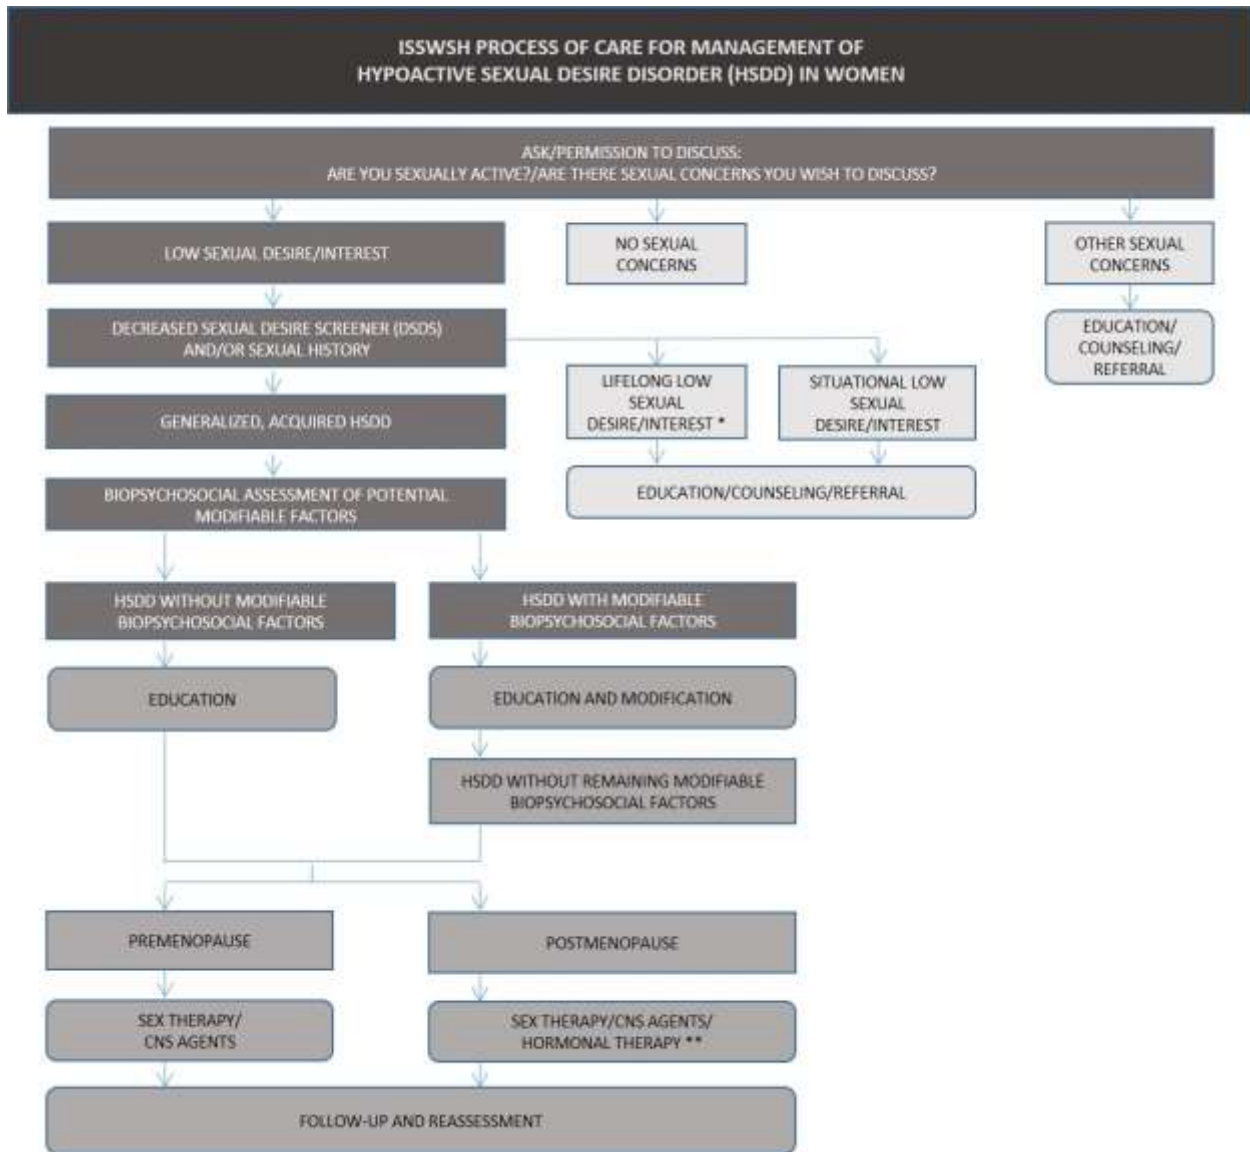 ISSWSH PROCESS OF CARE FOR MANAGEMENT OF
HYPOACTIVE SEXUAL DESIRE DISORDER (HSDD) IN WOMEN
ASK/PERMISSION TO DISCUSS:
ARE YOU SEXUALLY ACTIVE?/ARE THERE SEXUAL CONCERNS YOU WISH TO DISCUSS?
LOW SEXUAL DESIRE/INTEREST
NO SEXUAL
CONCERNS
OTHER SEXUAL
CONCERNS
DECREASED SEXUAL DESIRE SCREENER (DSDS)
AND/OR SEXUAL HISTORY
EDUCATION/
COUNSELING/
REFERRAL
LIFELONG LOW
SEXUAL
DESIRE/INTEREST *
SITUATIONAL LOW
SEXUAL
DESIRE/INTEREST
GENERALIZED, ACQUIRED HSDD
EDUCATION/COUNSELING/REFERRAL
BIOPSYCHOSOCIAL ASSESSMENT OF POTENTIAL
MODIFIABLE FACTORS
HSDD WITHOUT MODIFIABLE
BIOPSYCHOSOCIAL FACTORS
HSDD WITH MODIFIABLE
BIOPSYCHOSOCIAL FACTORS
EDUCATION
EDUCATION AND MODIFICATION
HSDD WITHOUT REMAINING MODIFIABLE
BIOPSYCHOSOCIAL FACTORS
PREMENOPAUSE
POSTMENOPAUSE
SEX THERAPY/
CNS AGENTS
SEX THERAPY/CNS AGENTS/
HORMONAL THERAPY **
FOLLOW-UP AND REASSESSMENT